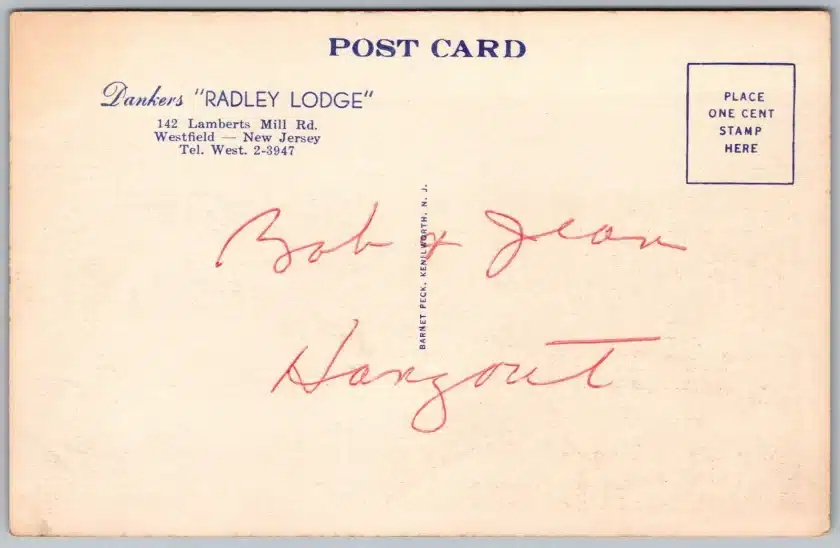 POST CARD
Dankers "RADLEY LODGE"
142 Lamberts Mill Rd.
Westfield — New Jersey
Tel. West. 2-3947
PLACE
ONE CENT
STAMP
HERE
BARNET PECK, KENILWORTH, N. J.
Bob & Jean
Hangout